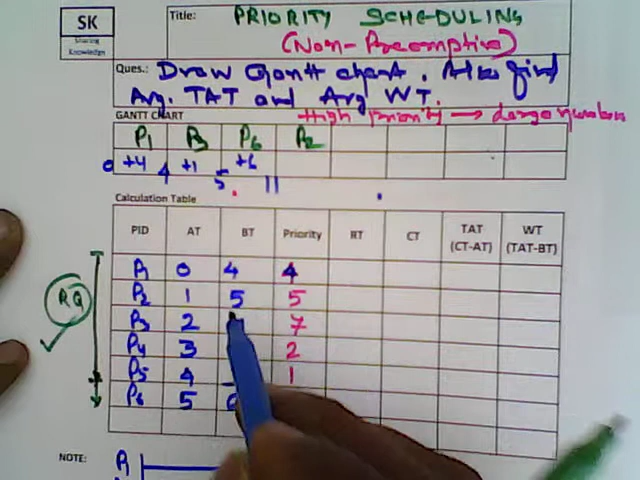 SK
Sharing
Knowledge
Title: PRIORITY SCHEDULING
(Non-Preemptive)
Ques.: Draw Gantt chart. Also find
Avg. TAT and Avg WT.
High priority → large number
GANTT CHART
P1 P3 P6 P2
0 +4 4 +1 5 +6 11
Calculation Table
PID AT BT Priority RT CT TAT (CT-AT) WT (TAT-BT)
P1 0 4 4
P2 1 5 5
P3 2 7
P4 3 2
P5 4 1
P6 5
RQ
NOTE: